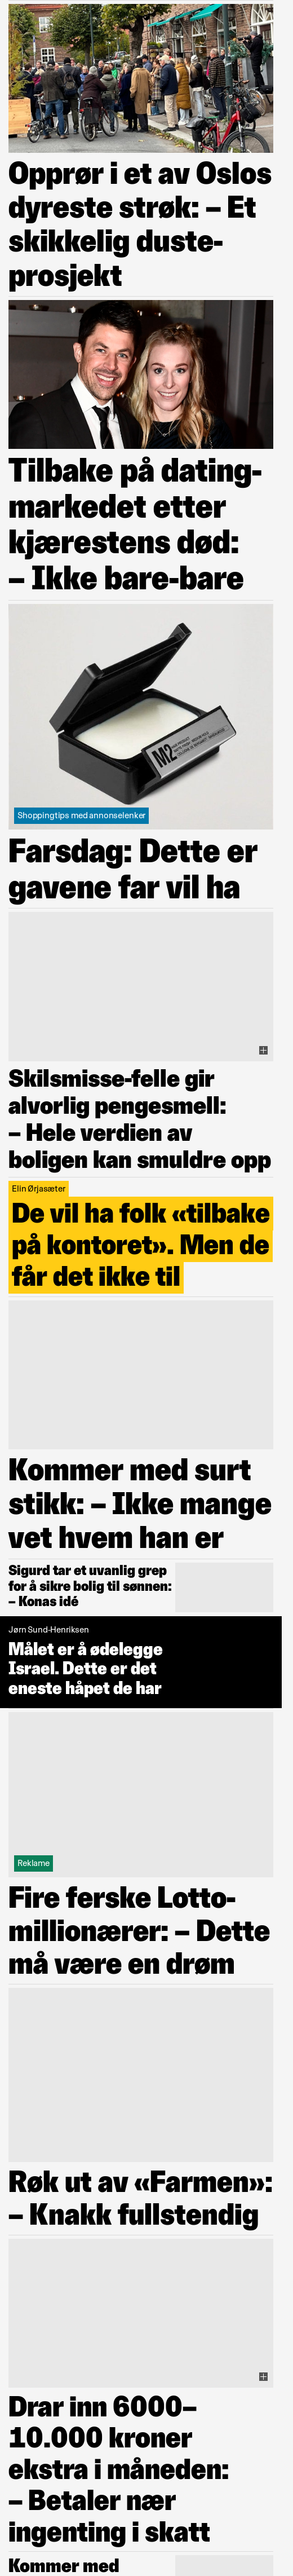 Opprør i et av Oslos
dyreste strøk: – Et
skikkelig duste-
prosjekt
Tilbake på dating-
markedet etter
kjærestens død:
– Ikke bare-bare
M2
Shoppingtips med annonselenker
Farsdag: Dette er
gavene far vil ha
Skilsmisse-felle gir
alvorlig pengesmell:
– Hele verdien av
boligen kan smuldre opp
Elin Ørjasæter
De vil ha folk «tilbake
på kontoret». Men de
får det ikke til
Kommer med surt
stikk: – Ikke mange
vet hvem han er
Sigurd tar et uvanlig grep
for å sikre bolig til sønnen:
– Konas idé
Jørn Sund-Henriksen
Målet er å ødelegge
Israel. Dette er det
eneste håpet de har
Reklame
Fire ferske Lotto-
millionærer: – Dette
må være en drøm
Røk ut av «Farmen»:
– Knakk fullstendig
Drar inn 6000–
10.000 kroner
ekstra i måneden:
– Betaler nær
ingenting i skatt
Kommer med